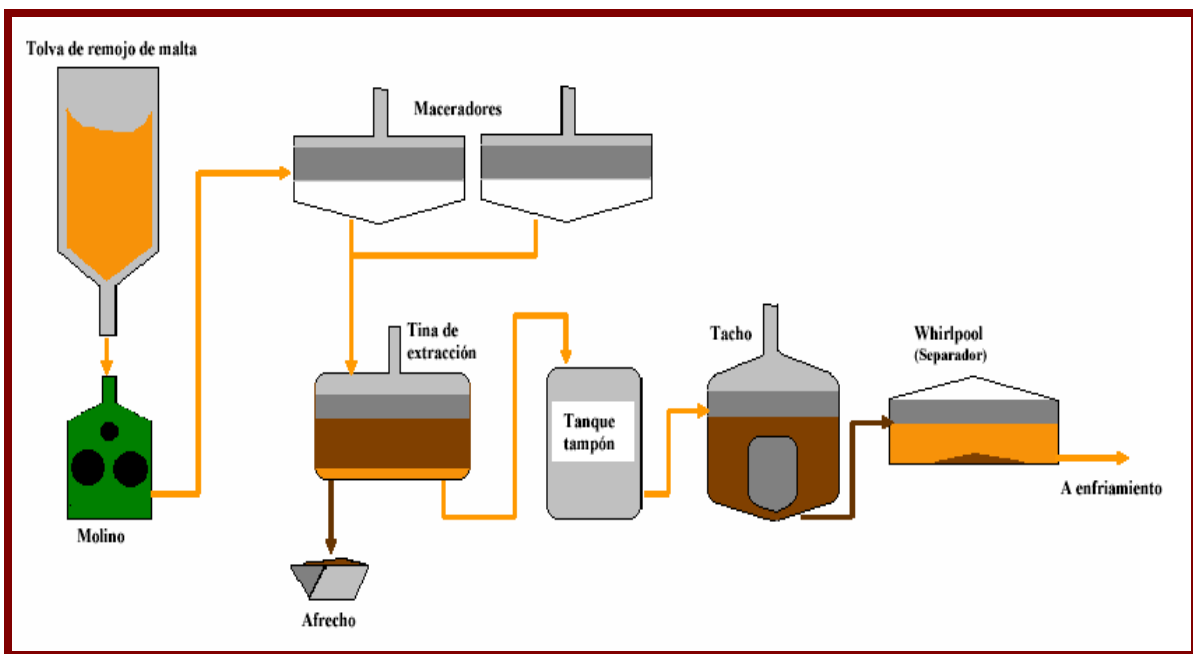 Tolva de remojo de malta
Maceradores
Tina de
extracción
Tacho
Whirlpool
(Separador)
Tanque
tampón
A enfriamiento
Molino
Afrecho